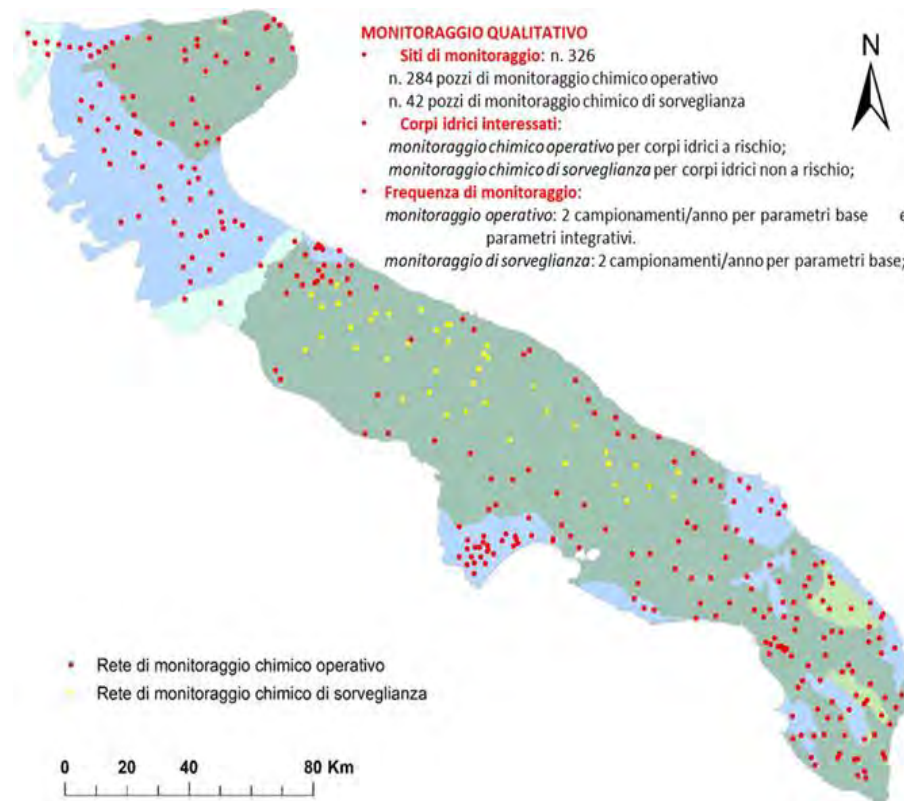 MONITORAGGIO QUALITATIVO
• Siti di monitoraggio: n. 326
n. 284 pozzi di monitoraggio chimico operativo
n. 42 pozzi di monitoraggio chimico di sorveglianza
• Corpi idrici interessati:
monitoraggio chimico operativo per corpi idrici a rischio;
monitoraggio chimico di sorveglianza per corpi idrici non a rischio;
• Frequenza di monitoraggio:
monitoraggio operativo: 2 campionamenti/anno per parametri base e
parametri integrativi.
monitoraggio di sorveglianza: 2 campionamenti/anno per parametri base;
N
Rete di monitoraggio chimico operativo
Rete di monitoraggio chimico di sorveglianza
0 20 40 80 Km